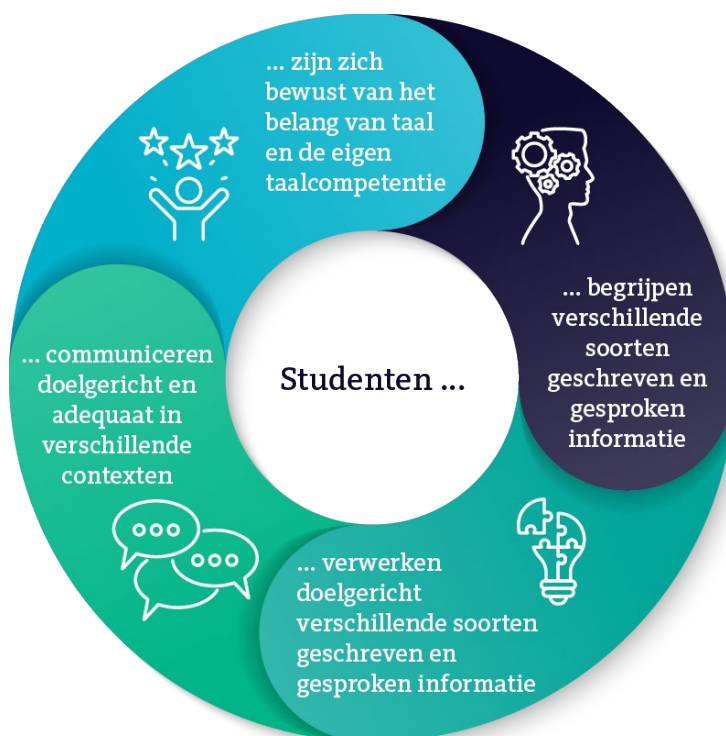 ... zijn zich
bewust van het
belang van taal
en de eigen
taalcompetentie
... begrijpen
verschillende
soorten
geschreven en
gesproken
informatie
... communiceren
doelgericht en
adequaat in
verschillende
contexten
Studenten ...
... verwerken
doelgericht
verschillende soorten
geschreven en
gesproken informatie